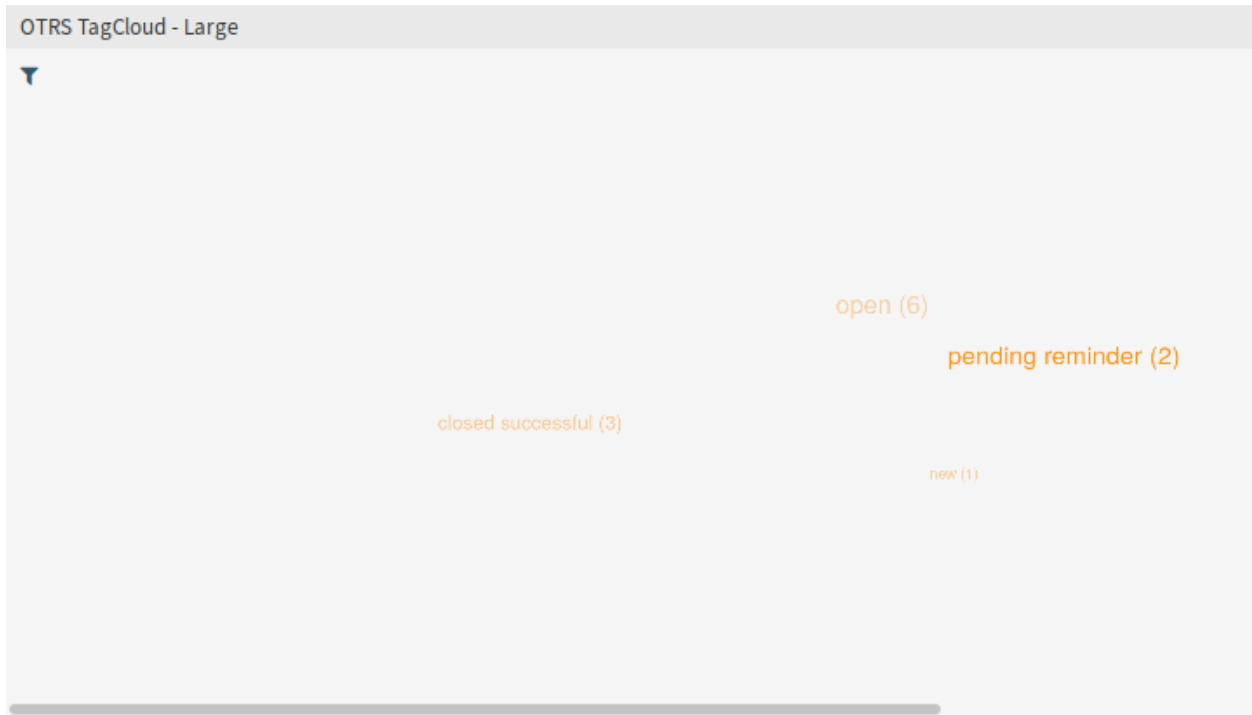 OTRS TagCloud - Large
open (6)
pending reminder (2)
closed successful (3)
new (1)